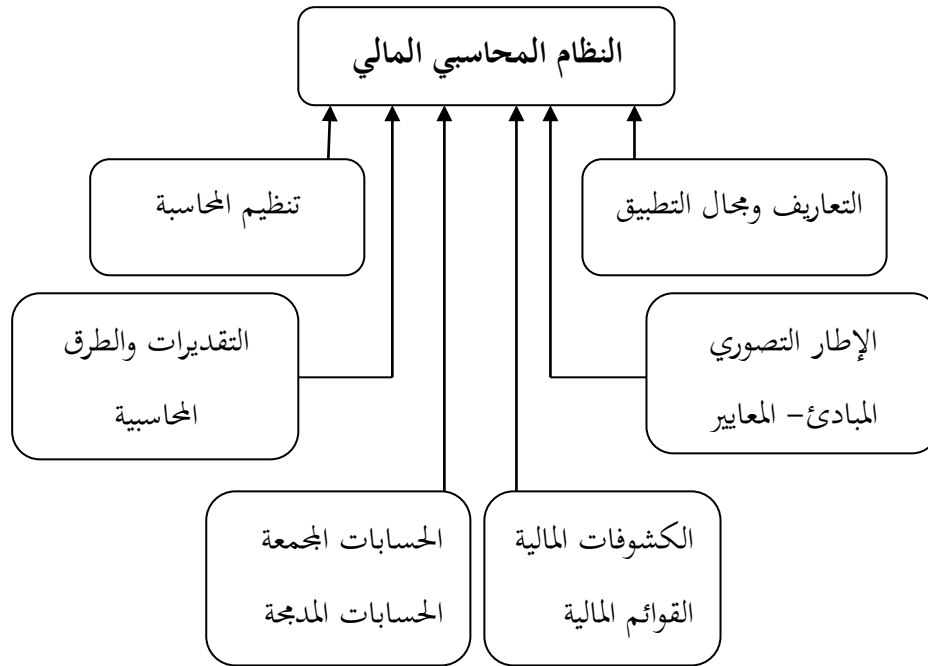 النظام المحاسبي المالي
التعاريف ومجال التطبيق
تنظيم المحاسبة
الإطار التصوري
المبادئ– المعايير
التقديرات والطرق
المحاسبية
الكشوفات المالية
القوائم المالية
الحسابات المجمعة
الحسابات المدمجة